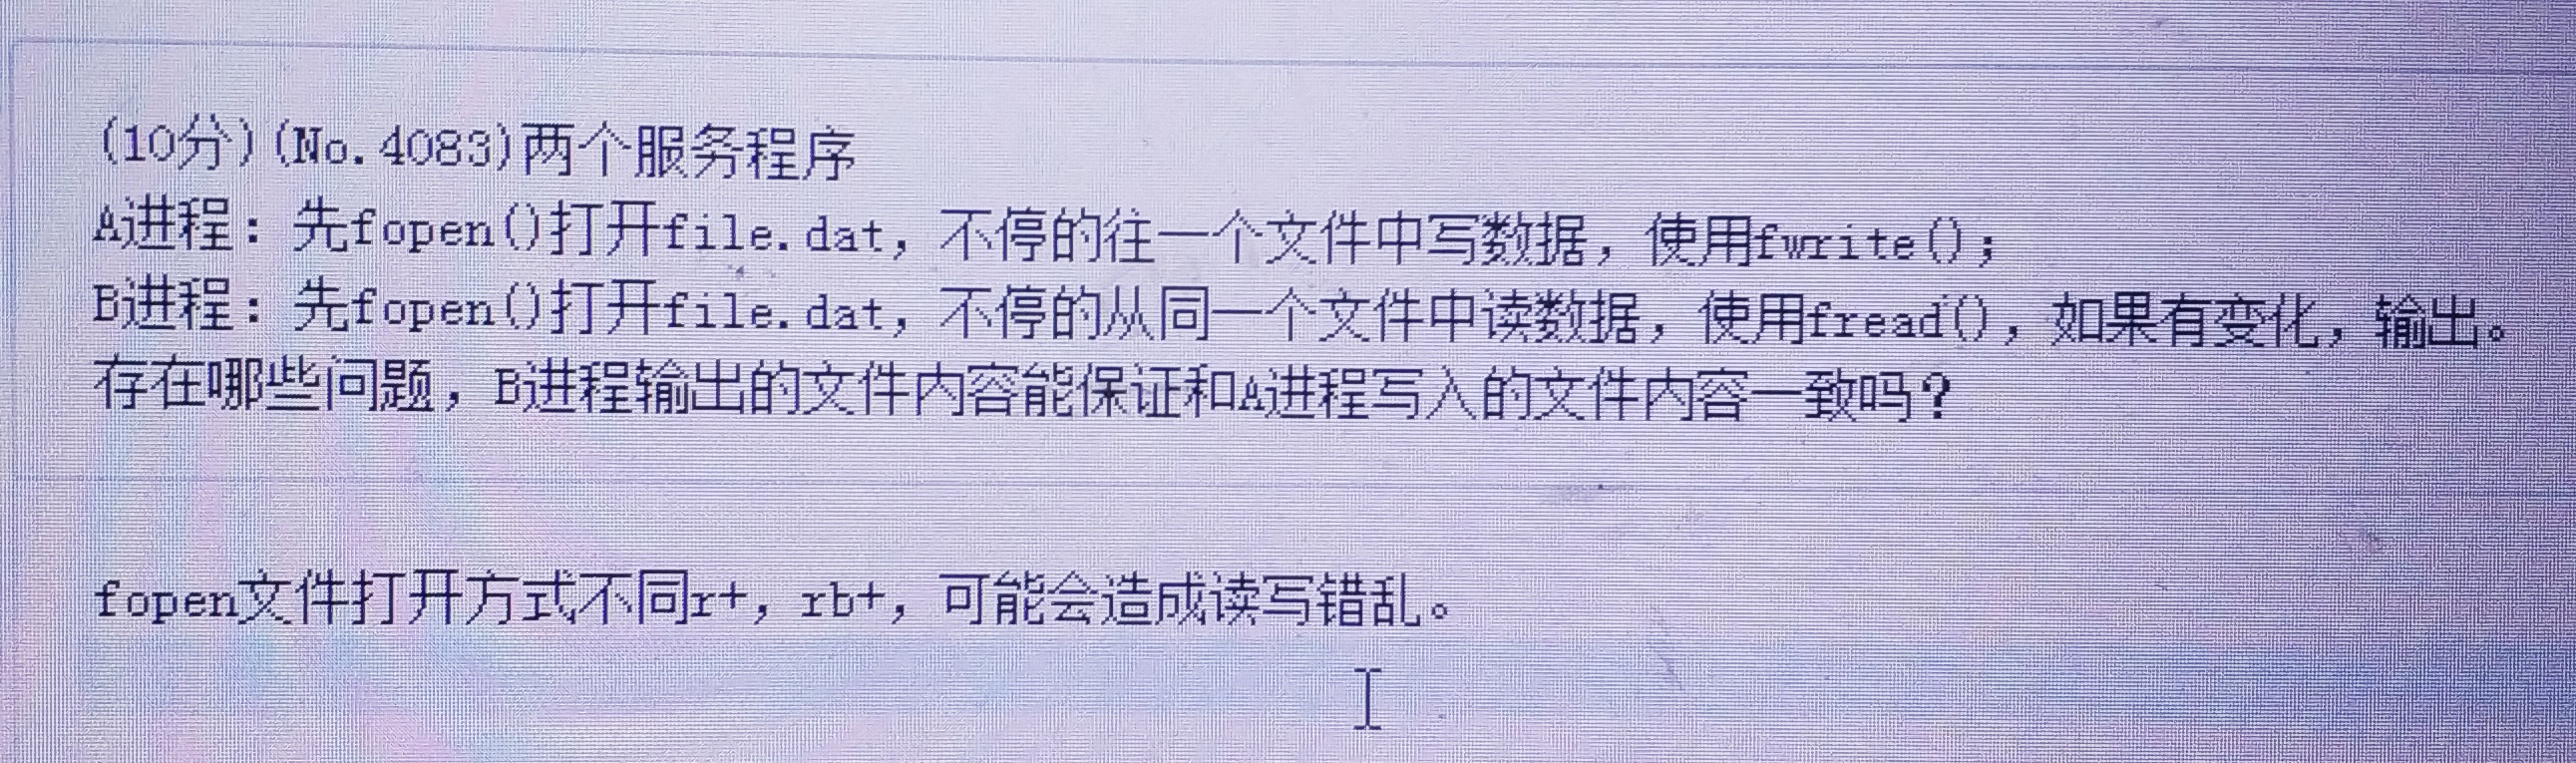 (10分)(No.4083)两个服务程序
A进程：先fopen()打开file.dat，不停的往一个文件中写数据，使用fwrite()；
B进程：先fopen()打开file.dat，不停的从同一个文件中读数据，使用fread()，如果有变化，输出。
存在哪些问题，B进程输出的文件内容能保证和A进程写入的文件内容一致吗？
fopen文件打开方式不同r+，rb+，可能会造成读写错乱。